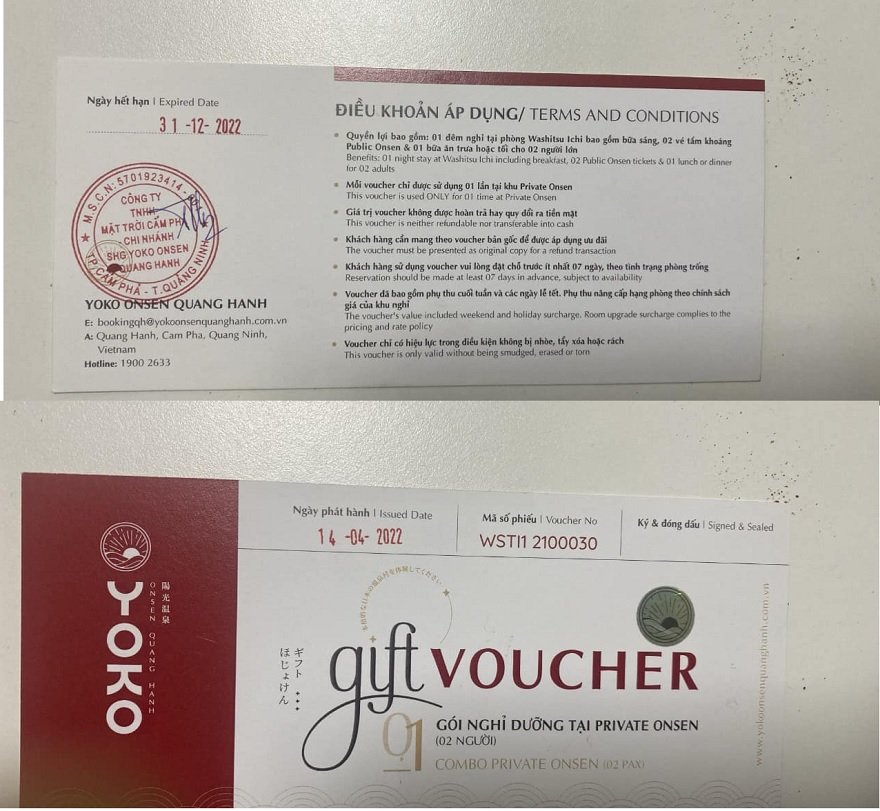 Ngày hết hạn | Expired Date
31 -12- 2022
M.S.C.N: 5701923414
CÔNG TY
TNHH
MẶT TRỜI CẨM PHẢ
CHI NHÁNH
SHG YOKO ONSEN
QUANG HANH
TP. CẨM PHẢ - T. QUẢNG NINH
YOKO ONSEN QUANG HANH
E: bookingqh@yokoonsenquanghanh.com.vn
A: Quang Hanh, Cam Pha, Quang Ninh,
Vietnam
Hotline: 1900 2633
ĐIỀU KHOẢN ÁP DỤNG/ TERMS AND CONDITIONS
Quyền lợi bao gồm: 01 đêm nghỉ tại phòng Washitsu Ichi bao gồm bữa sáng, 02 vé tắm khoáng
Public Onsen & 01 bữa ăn trưa hoặc tối cho 02 người lớn
Benefits: 01 night stay at Washitsu Ichi including breakfast, 02 Public Onsen tickets & 01 lunch or dinner
for 02 adults
Mỗi voucher chỉ được sử dụng 01 lần tại khu Private Onsen
This voucher is used ONLY for 01 time at Private Onsen
Giá trị voucher không được hoàn trả hay quy đổi ra tiền mặt
This voucher is neither refundable nor transferable into cash
Khách hàng cần mang theo voucher bản gốc để được áp dụng ưu đãi
The voucher must be presented as original copy for a refund transaction
Khách hàng sử dụng voucher vui lòng đặt chỗ trước ít nhất 07 ngày, theo tình trạng phòng trống
Reservation should be made at least 07 days in advance, subject to availability
Voucher đã bao gồm phụ thu cuối tuần và các ngày lễ tết. Phụ thu nâng cấp hạng phòng theo chính sách
giá của khu nghỉ
The voucher's value included weekend and holiday surcharge. Room upgrade surcharge complies to the
pricing and rate policy
Voucher chỉ có hiệu lực trong điều kiện không bị nhòe, tẩy xóa hoặc rách
This voucher is only valid without being smudged, erased or torn
YOKO
ONSEN QUANG HANH
陽光温泉
Ngày phát hành | Issued Date
14 -04- 2022
Mã số phiếu | Voucher No
WSTI1 2100030
Ký & đóng dấu | Signed & Sealed
ギフト
ほじょけん
gift VOUCHER
01
GÓI NGHỈ DƯỠNG TẠI PRIVATE ONSEN
(02 NGƯỜI)
COMBO PRIVATE ONSEN (02 PAX)
www.yokoonsenquanghanh.com.vn